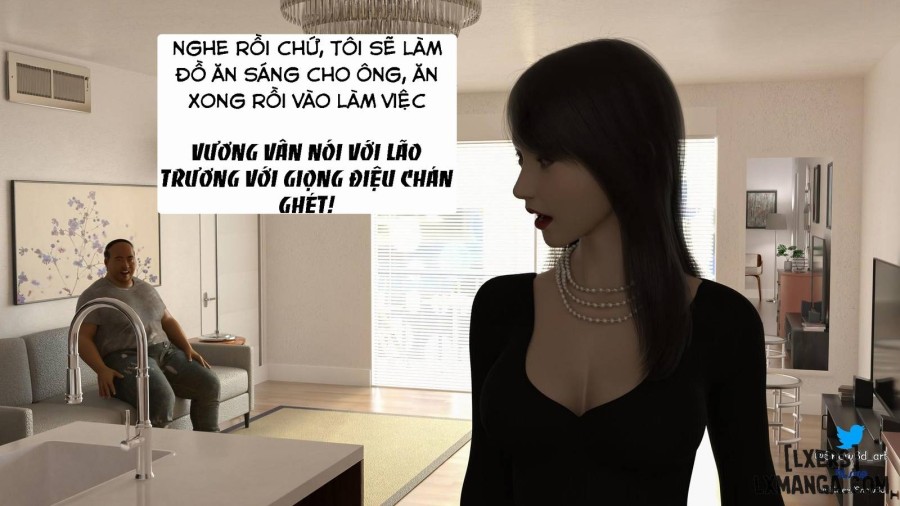 NGHE RỒI CHỨ, TÔI SẼ LÀM
ĐỒ ĂN SÁNG CHO ÔNG, ĂN
XONG RỒI VÀO LÀM VIỆC
VƯƠNG VÂN NÓI VỚI LÃO
TRƯƠNG VỚI GIỌNG ĐIỆU CHÁN
GHÉT!
LXMANGA.COM